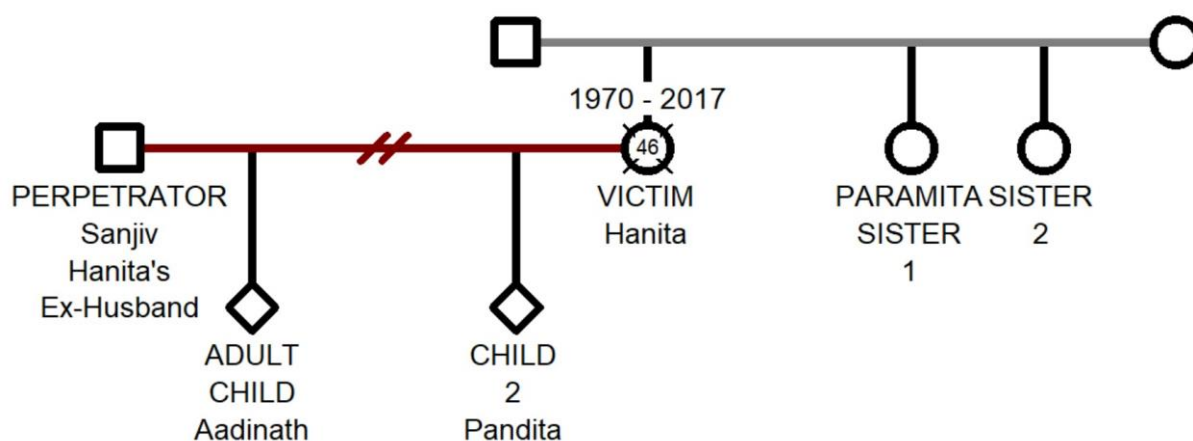 1970 - 2017
46
PERPETRATOR
Sanjiv
Hanita's
Ex-Husband
VICTIM
Hanita
PARAMITA
SISTER
1
SISTER
2
ADULT
CHILD
Aadinath
CHILD
2
Pandita